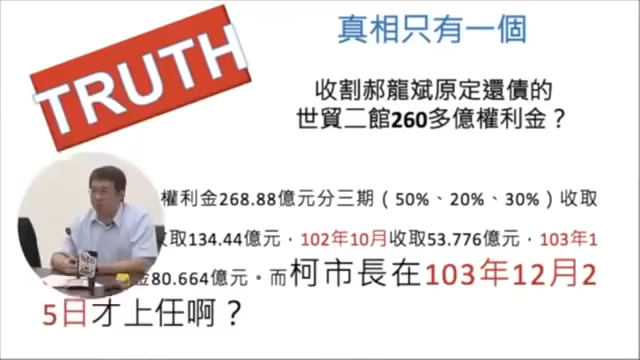 TRUTH
真相只有一個
收割郝龍斌原定還債的
世貿二館260多億權利金？
權利金268.88億元分三期（50%、20%、30%）收取
收取134.44億元，102年10月收取53.776億元，103年1
金80.664億元。而柯市長在103年12月2
5日才上任啊？